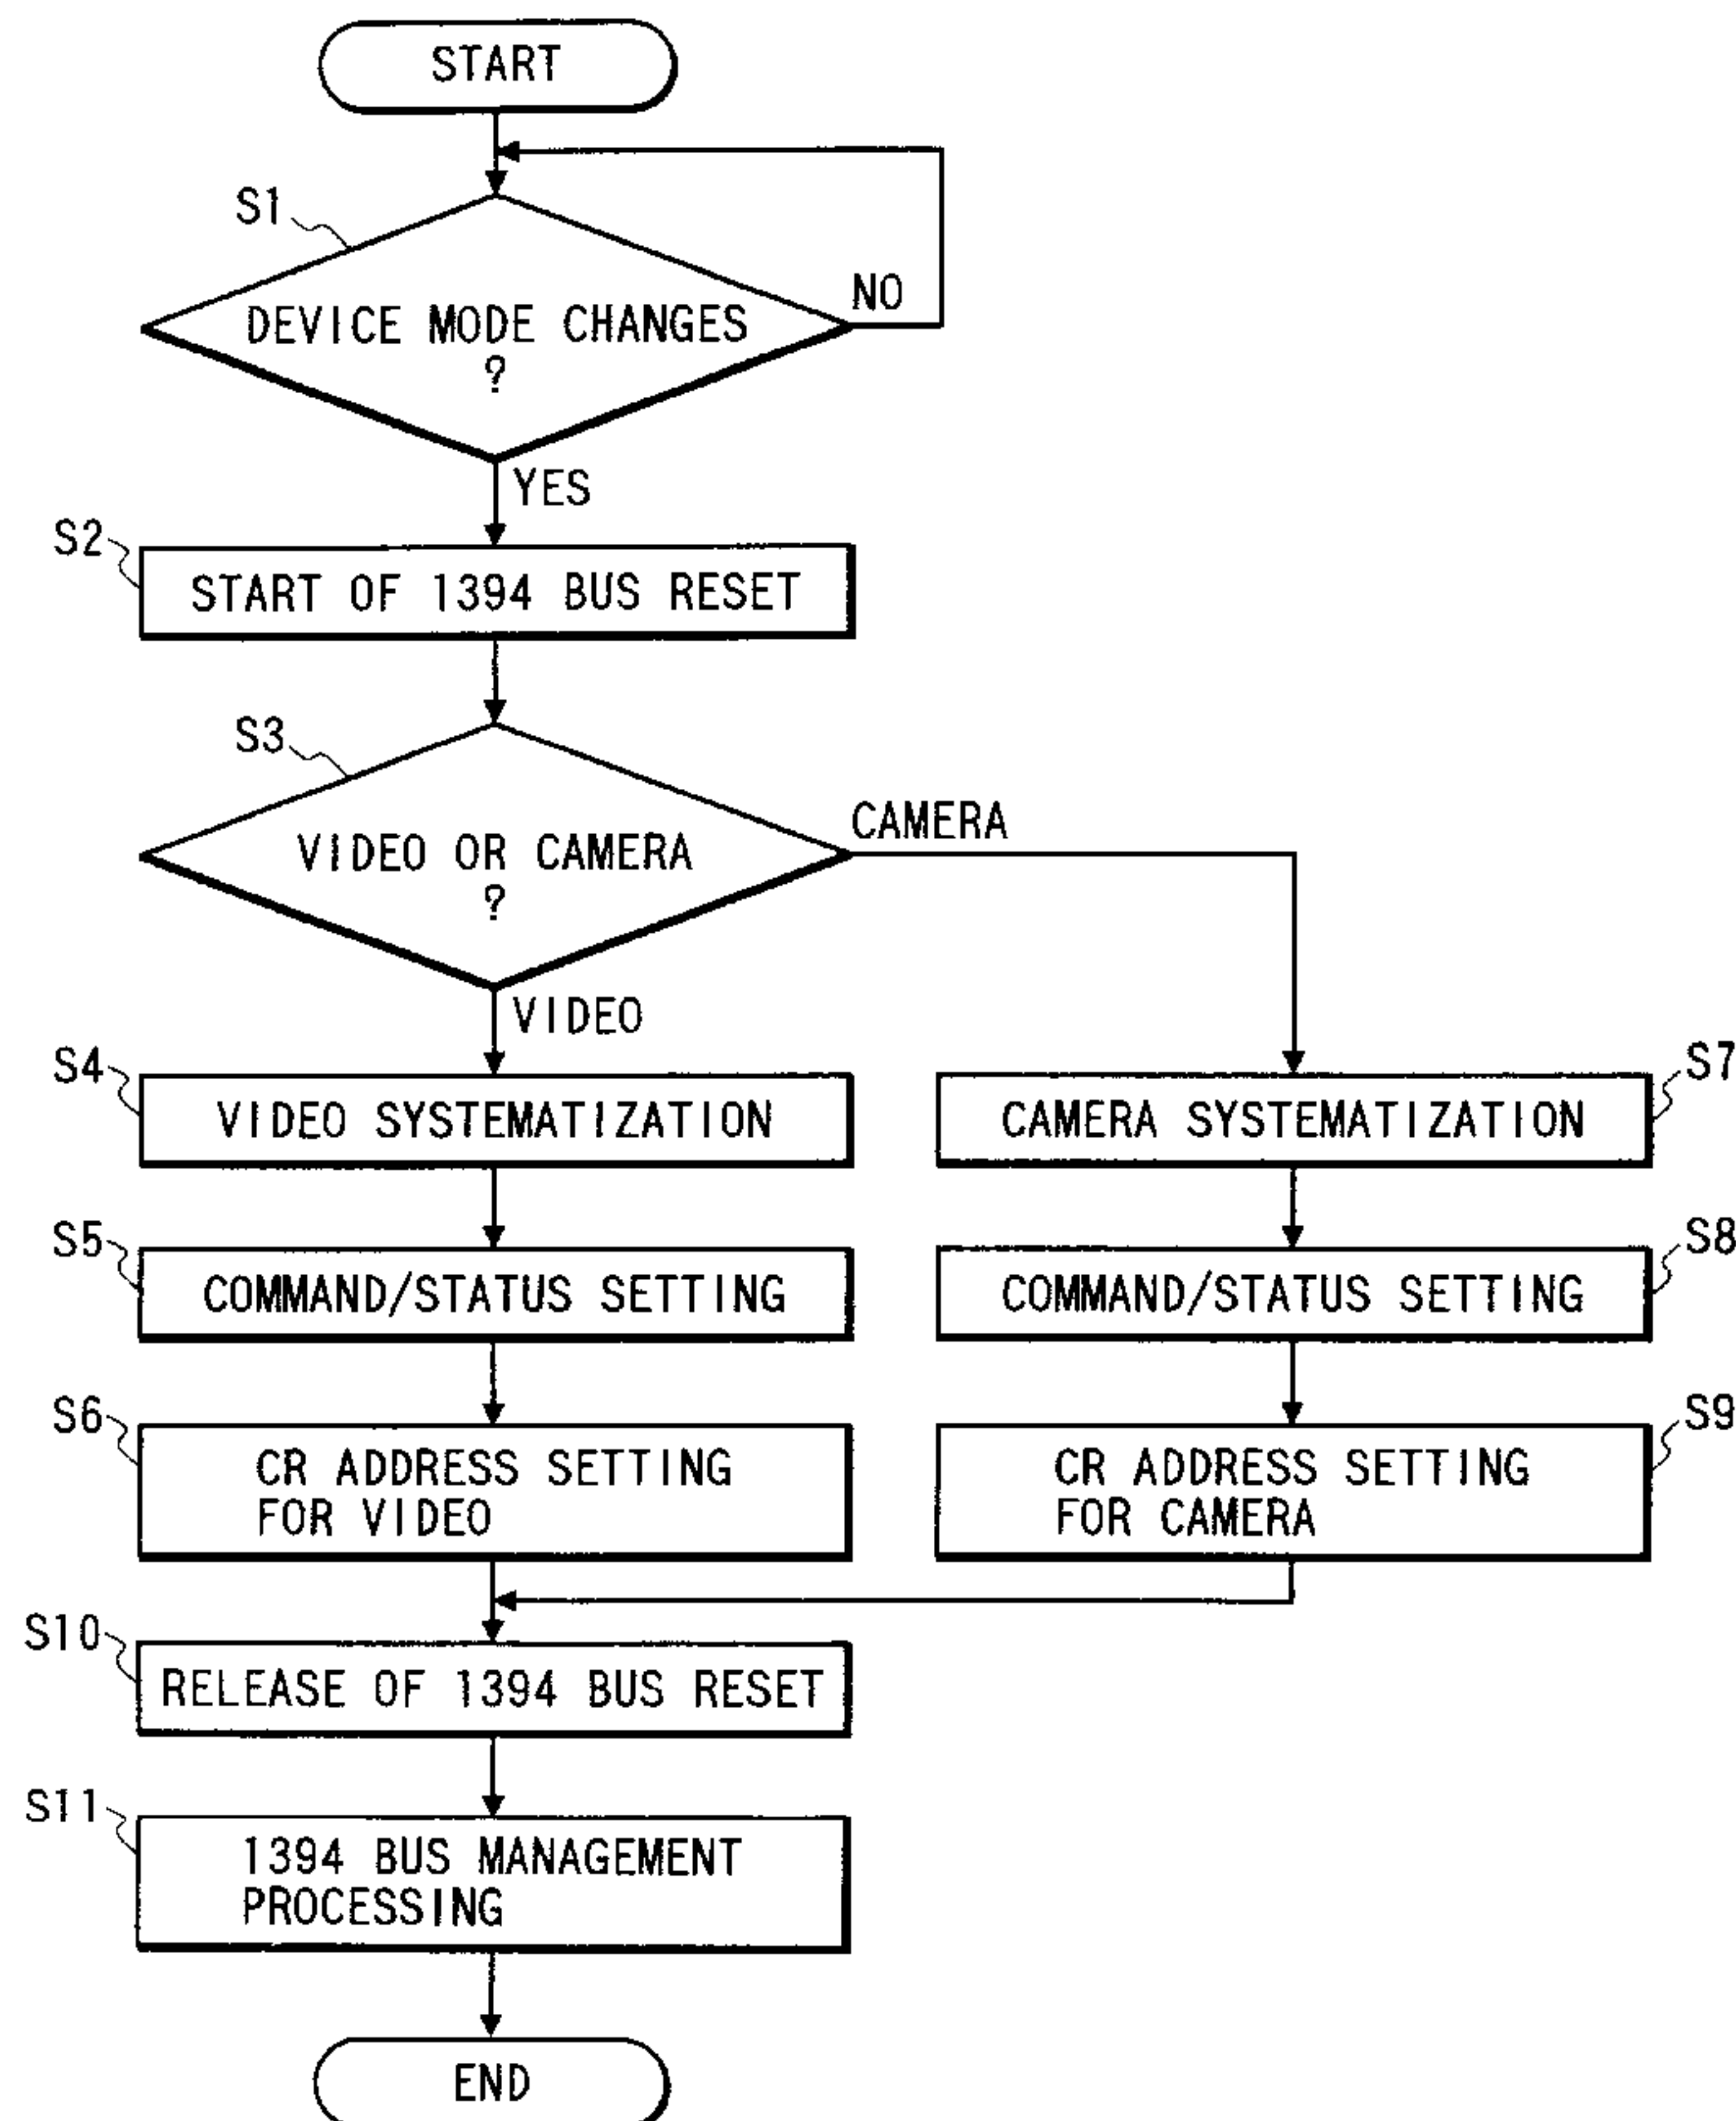 START
S1
NO
DEVICE MODE CHANGES
?
YES
S2
START OF 1394 BUS RESET
S3
CAMERA
VIDEO OR CAMERA
?
VIDEO
S4
VIDEO SYSTEMATIZATION
S7
CAMERA SYSTEMATIZATION
S5
COMMAND/STATUS SETTING
S8
COMMAND/STATUS SETTING
S6
CR ADDRESS SETTING
FOR VIDEO
S9
CR ADDRESS SETTING
FOR CAMERA
S10
RELEASE OF 1394 BUS RESET
S11
1394 BUS MANAGEMENT
PROCESSING
END